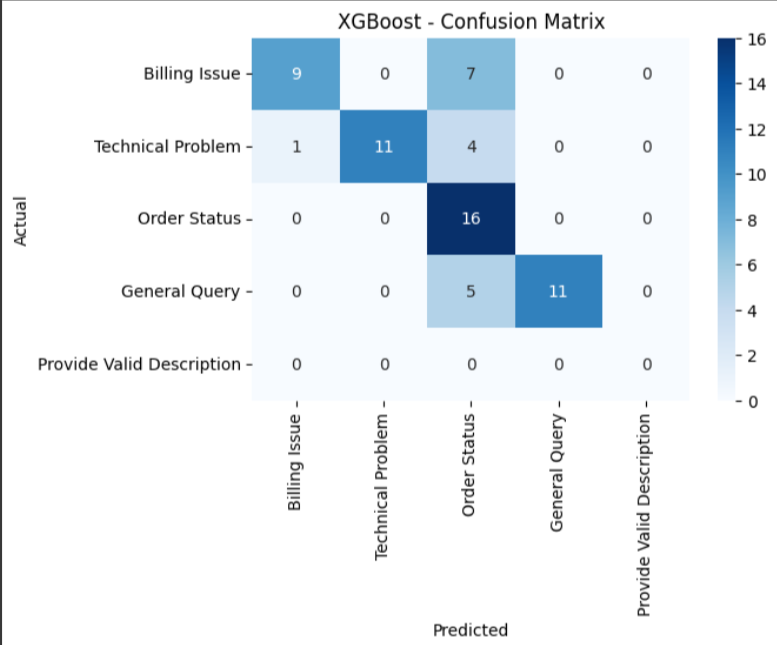 XGBoost - Confusion Matrix
Billing Issue 9 0 7 0 0
Technical Problem 1 11 4 0 0
Order Status 0 0 16 0 0
General Query 0 0 5 11 0
Provide Valid Description 0 0 0 0 0
Actual
Billing Issue
Technical Problem
Order Status
General Query
Provide Valid Description
Predicted
16
14
12
10
8
6
4
2
0